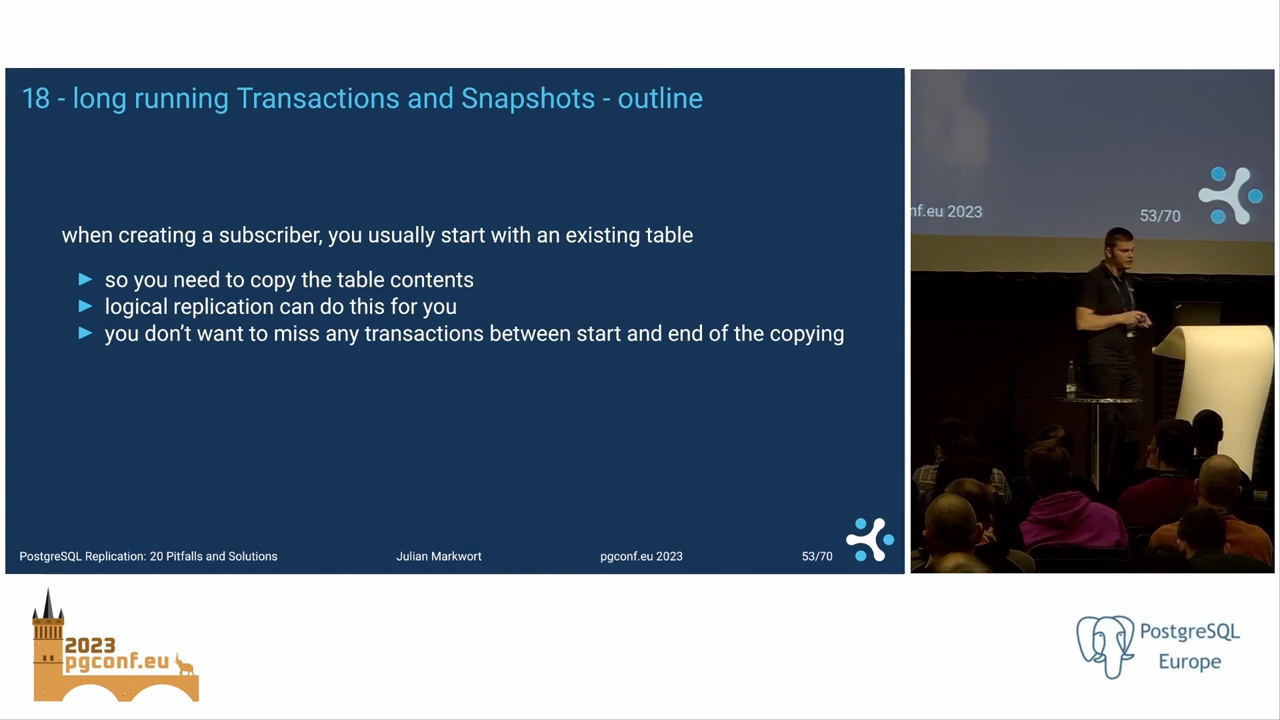 18 - long running Transactions and Snapshots - outline
when creating a subscriber, you usually start with an existing table
so you need to copy the table contents
logical replication can do this for you
you don't want to miss any transactions between start and end of the copying
PostgreSQL Replication: 20 Pitfalls and Solutions
Julian Markwort
pgconf.eu 2023
53/70
nf.eu 2023
53/70
2023
pgconf.eu
PostgreSQL
Europe